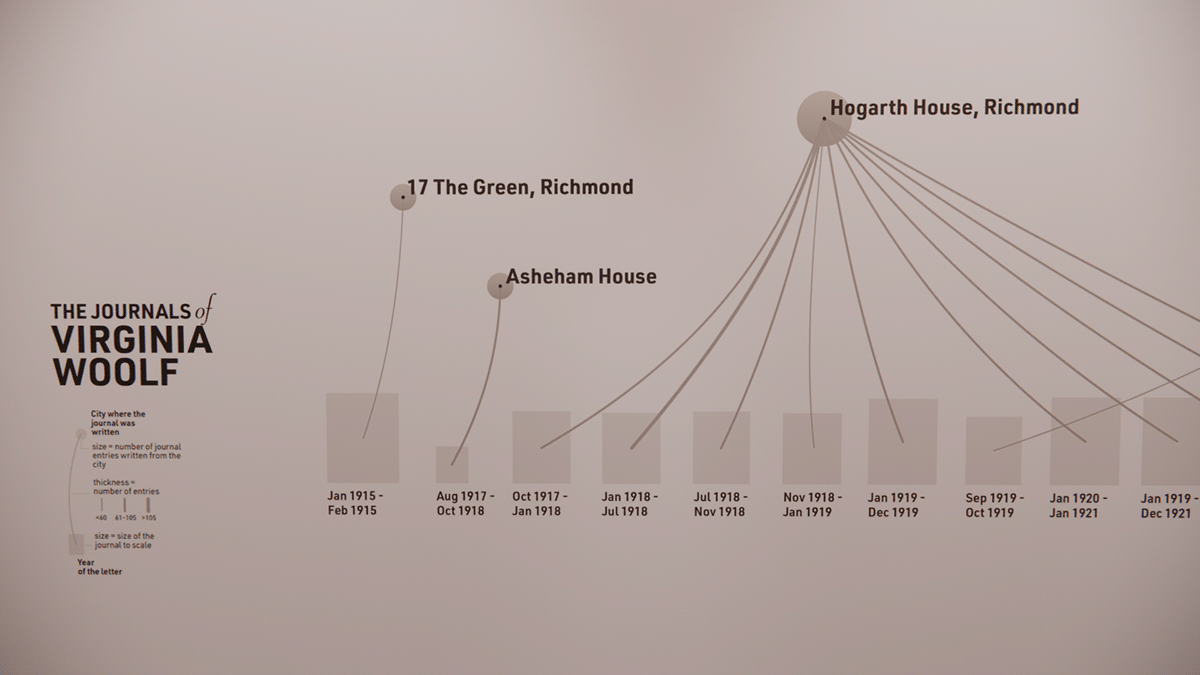 Hogarth House, Richmond
17 The Green, Richmond
Asheham House
THE JOURNALS of
VIRGINIA
WOOLF
City where the
journal was
written
size = number of journal
entries written from the
city
thickness =
number of entries
<60 61-105 >105
size = size of the
journal to scale
Year
of the letter
Jan 1915 -
Feb 1915
Aug 1917 -
Oct 1918
Oct 1917 -
Jan 1918
Jan 1918 -
Jul 1918
Jul 1918 -
Nov 1918
Nov 1918 -
Jan 1919
Jan 1919 -
Dec 1919
Sep 1919 -
Oct 1919
Jan 1920 -
Jan 1921
Jan 1919 -
Dec 1921